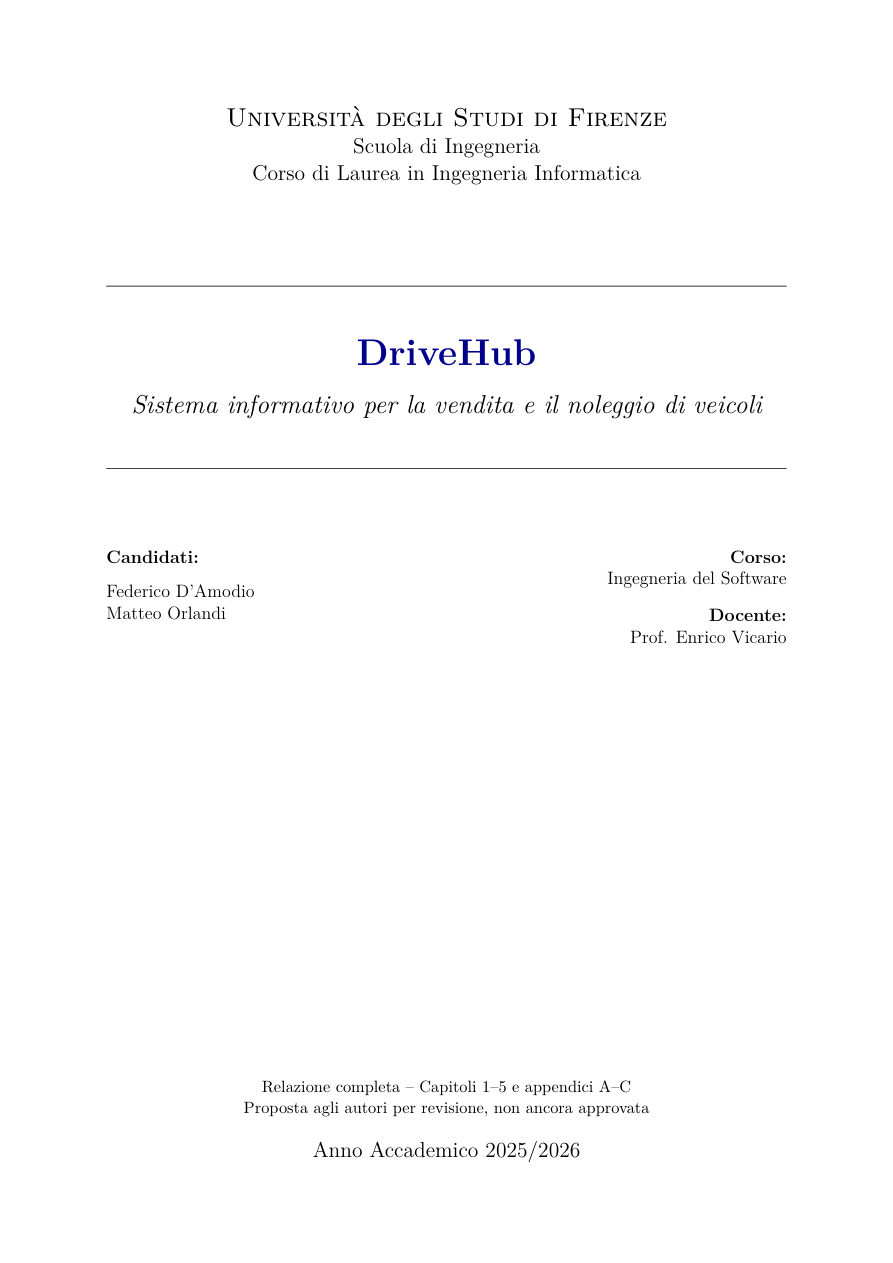 Università degli Studi di Firenze
Scuola di Ingegneria
Corso di Laurea in Ingegneria Informatica
DriveHub
Sistema informativo per la vendita e il noleggio di veicoli
Candidati:
Federico D'Amodio
Matteo Orlandi
Corso:
Ingegneria del Software
Docente:
Prof. Enrico Vicario
Relazione completa – Capitoli 1–5 e appendici A–C
Proposta agli autori per revisione, non ancora approvata
Anno Accademico 2025/2026